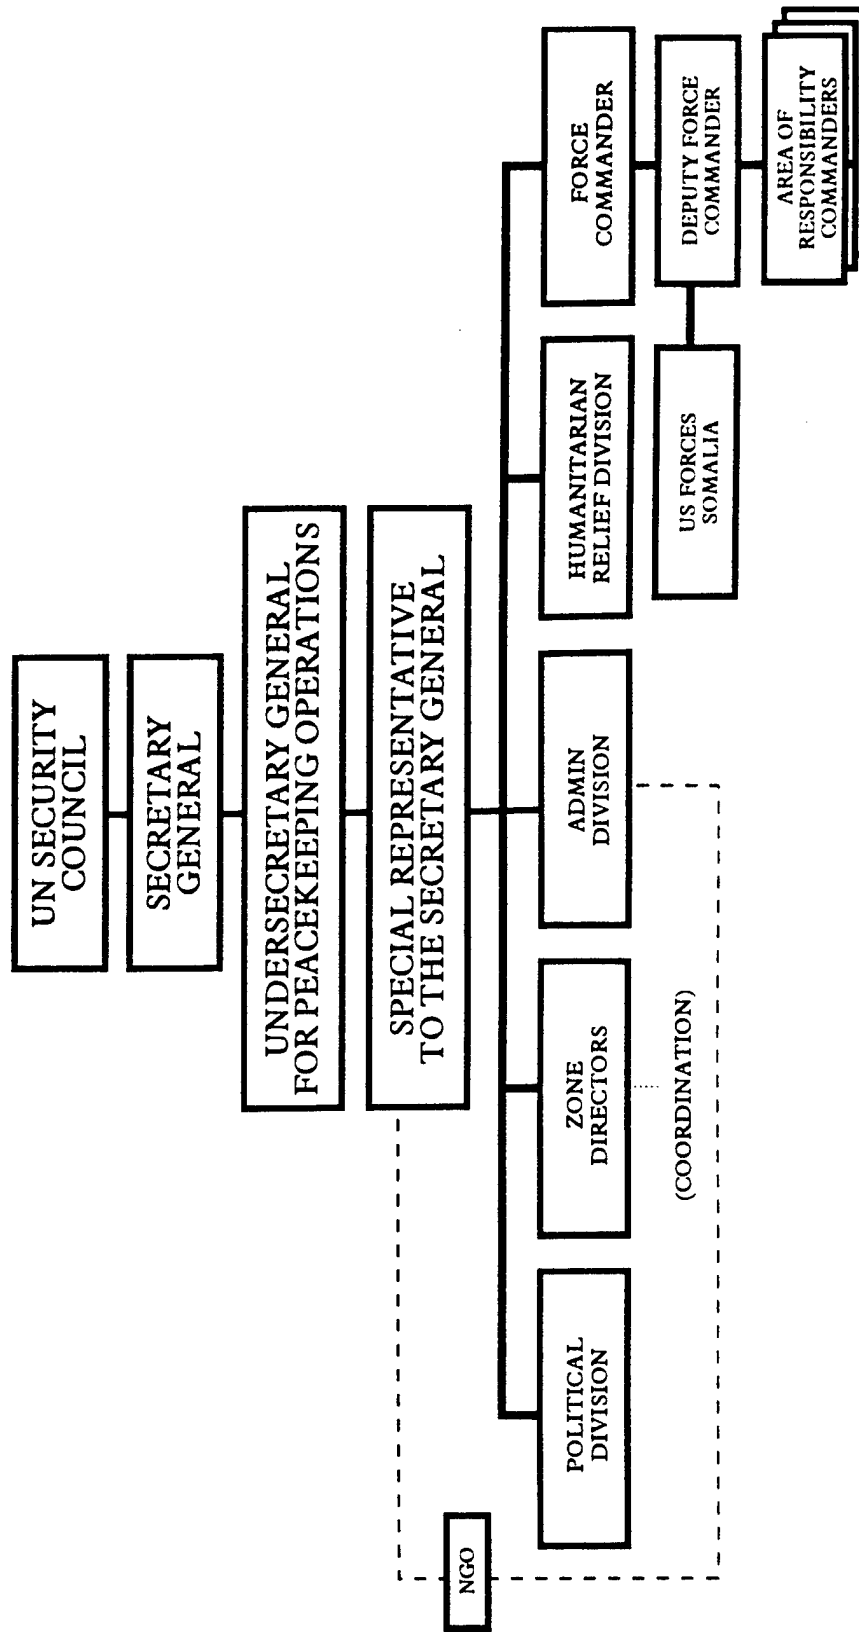 UN SECURITY
COUNCIL
SECRETARY
GENERAL
UNDERSECRETARY GENERAL
FOR PEACEKEEPING OPERATIONS
SPECIAL REPRESENTATIVE
TO THE SECRETARY GENERAL
NGO
POLITICAL
DIVISION
ZONE
DIRECTORS
ADMIN
DIVISION
HUMANITARIAN
RELIEF DIVISION
FORCE
COMMANDER
(COORDINATION)
US FORCES
SOMALIA
DEPUTY FORCE
COMMANDER
AREA OF
RESPONSIBILITY
COMMANDERS